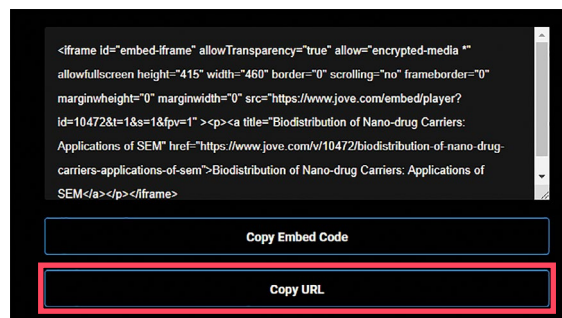 <iframe id="embed-iframe" allowTransparency="true" allow="encrypted-media *"
allowfullscreen height="415" width="460" border="0" scrolling="no" frameborder="0"
marginwheight="0" marginwidth="0" src="https://www.jove.com/embed/player?
id=10472&t=1&s=1&fpv=1" ><p><a title="Biodistribution of Nano-drug Carriers:
Applications of SEM" href="https://www.jove.com/v/10472/biodistribution-of-nano-drug-
carriers-applications-of-sem">Biodistribution of Nano-drug Carriers: Applications of
SEM</a></p></iframe>
Copy Embed Code
Copy URL